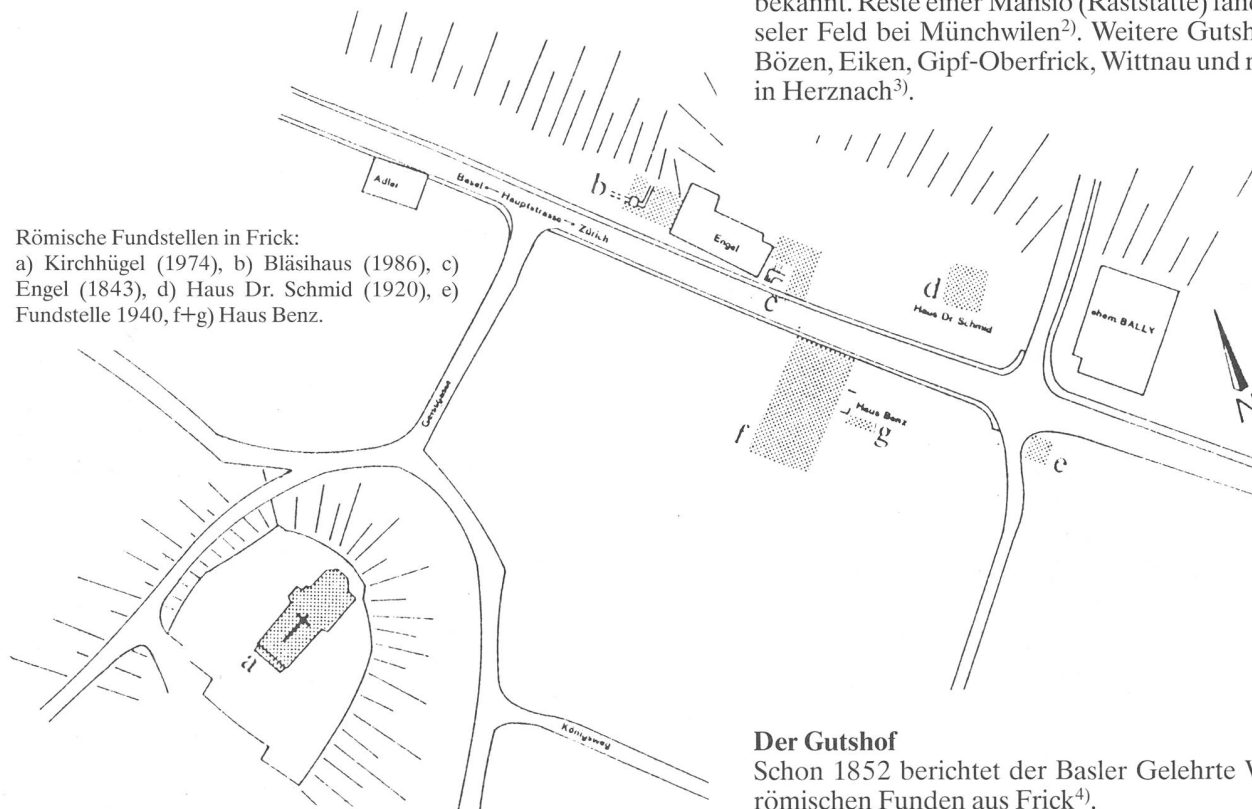 bekannt. Reste einer Mansio (Raststätte)
seler Feld bei Münchwilen2). Weitere
Bözen, Eiken, Gipf-Oberfrick, Wittnau und
in Herznach3).
Römische Fundstellen in Frick:
a) Kirchhügel (1974), b) Bläsihaus (1986), c)
Engel (1843), d) Haus Dr. Schmid (1920), e)
Fundstelle 1940, f+g) Haus Benz.
Adler
Basel Hauptstrasse Zürich
b
Engel
c
d
Haus Dr Schmid
ehem. BALLY
N
f
Haus Benz
g
e
a
Königsweg
Der Gutshof
Schon 1852 berichtet der Basler Gelehrte
römischen Funden aus Frick4).